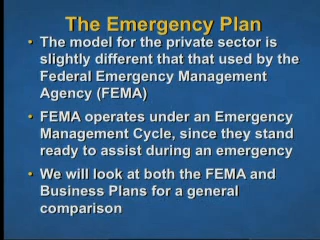 The Emergency Plan
• The model for the private sector is
slightly different that that used by the
Federal Emergency Management
Agency (FEMA)
• FEMA operates under an Emergency
Management Cycle, since they stand
ready to assist during an emergency
• We will look at both the FEMA and
Business Plans for a general
comparison